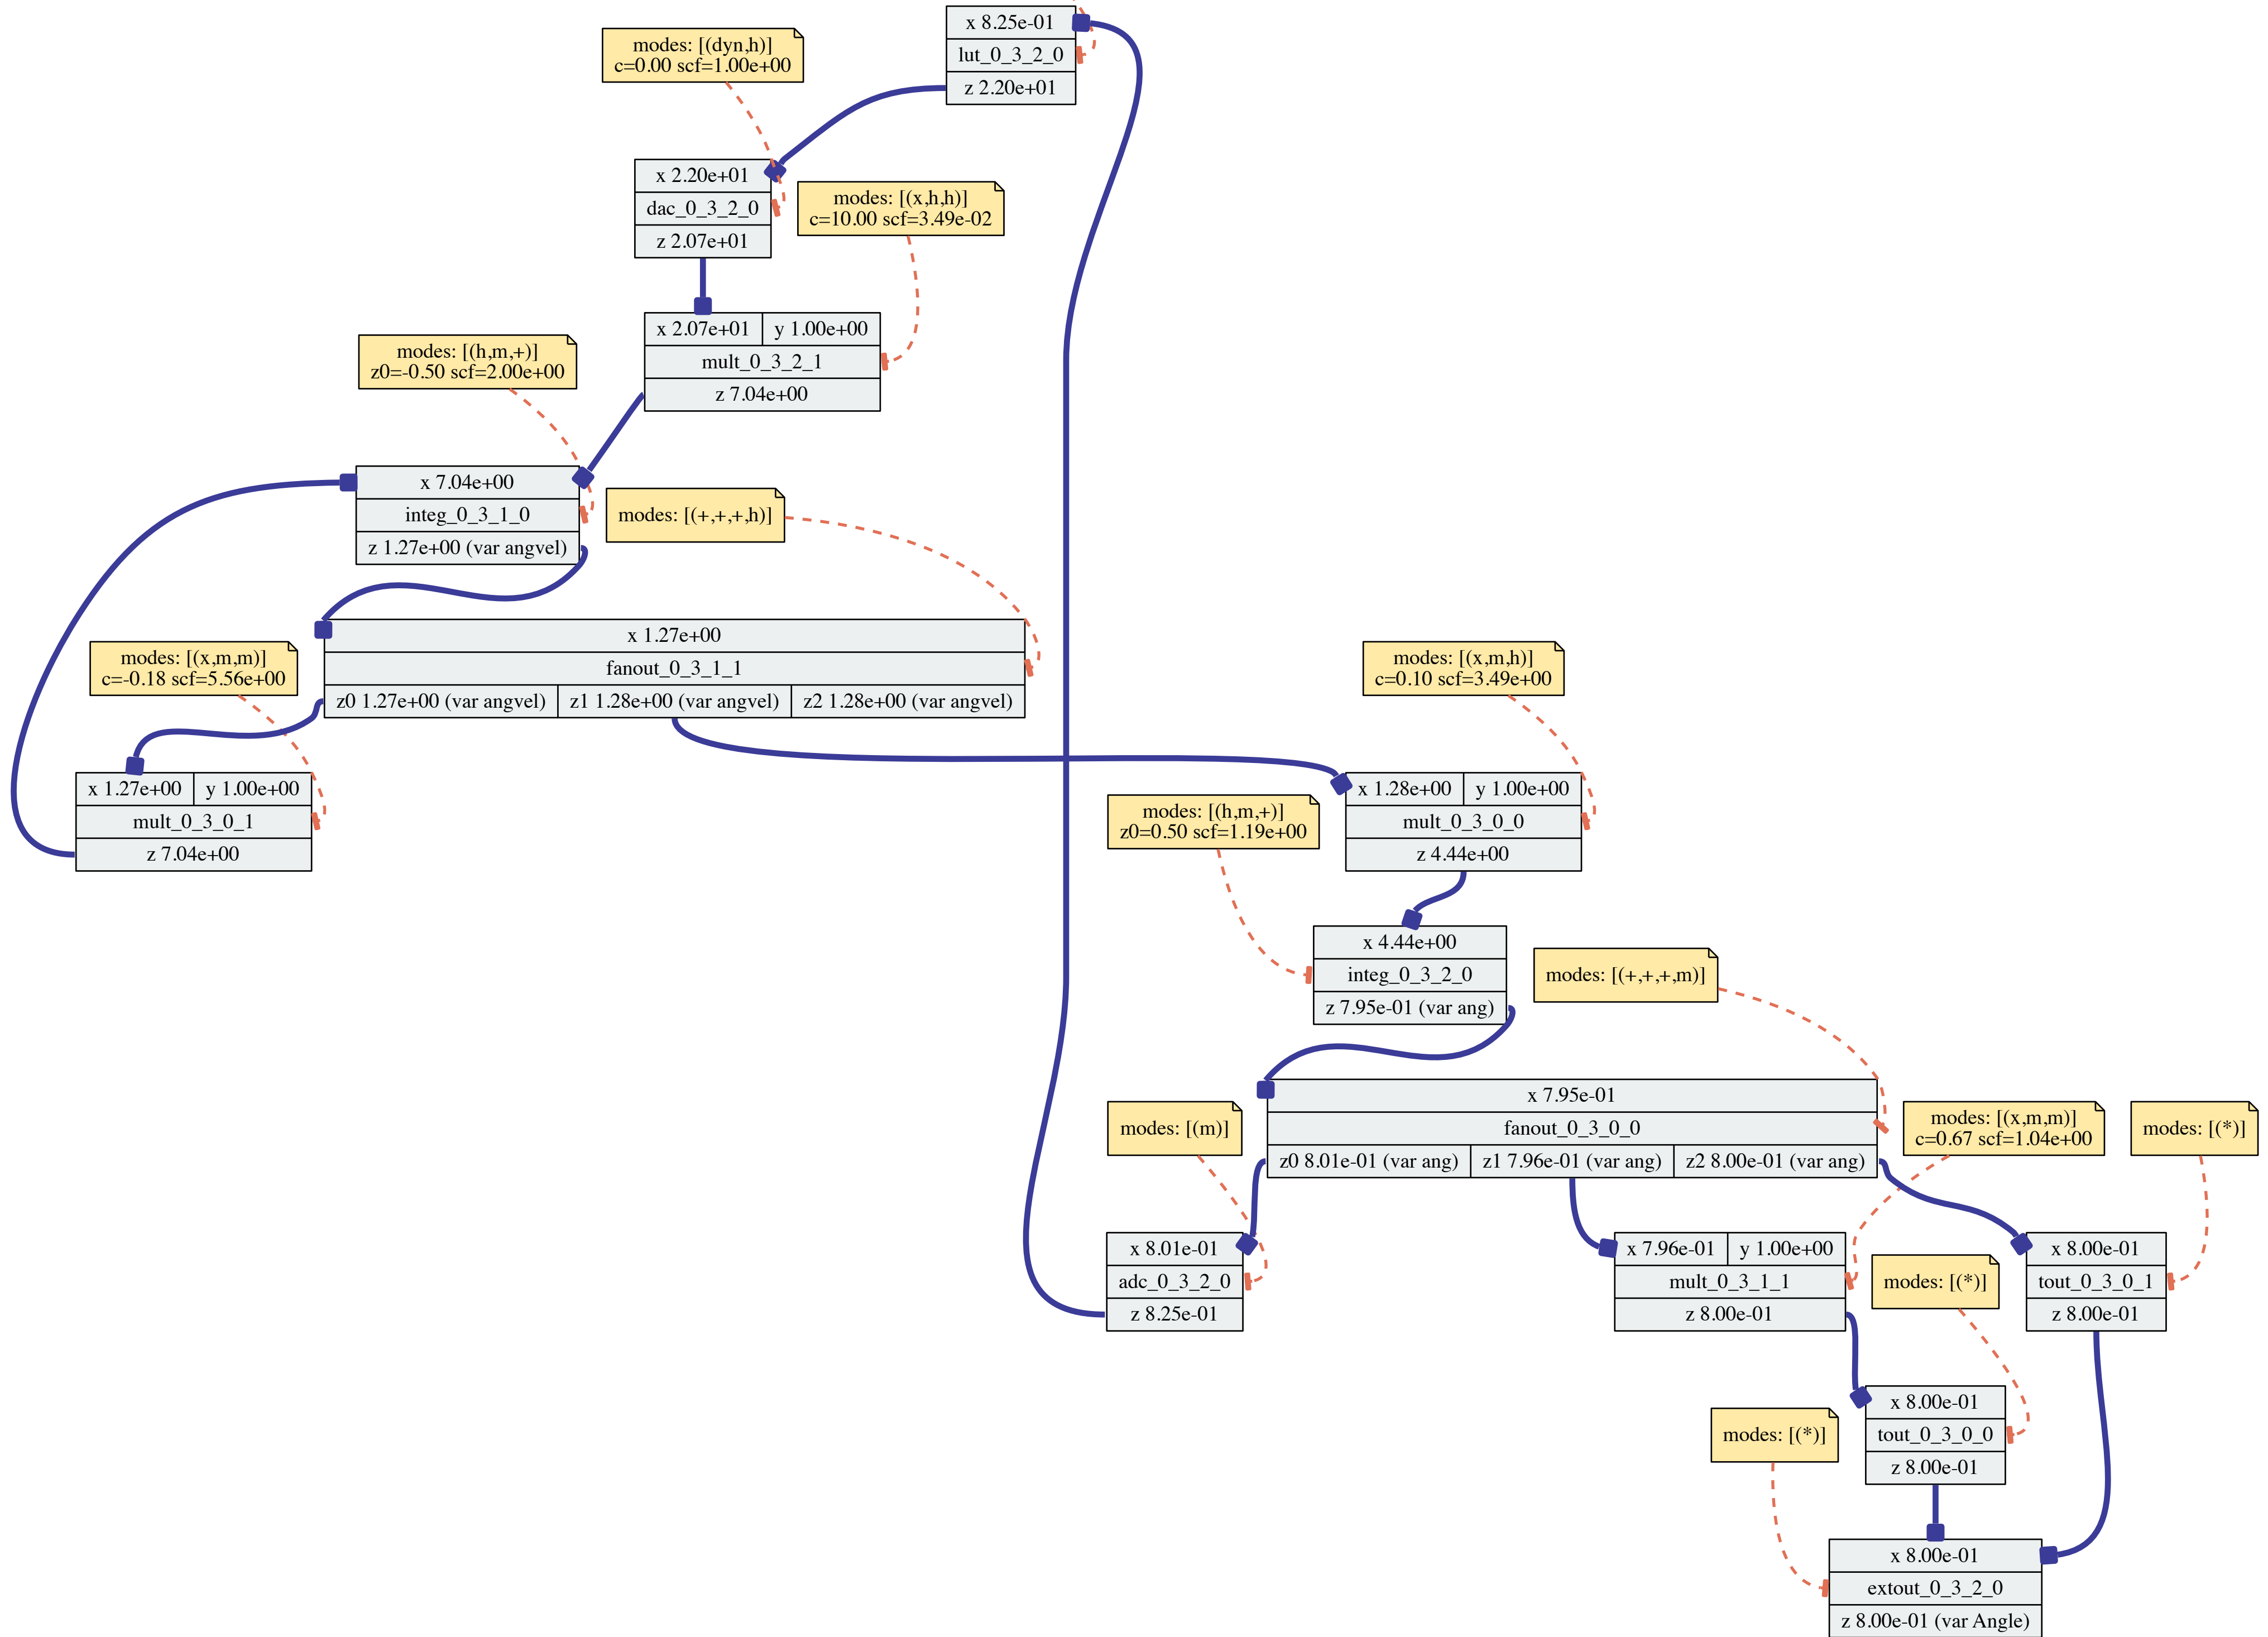 x 8.25e-01
lut_0_3_2_0
z 2.20e+01
modes: [(dyn,h)]
c=0.00 scf=1.00e+00
x 2.20e+01
dac_0_3_2_0
z 2.07e+01
modes: [(x,h,h)]
c=10.00 scf=3.49e-02
x 2.07e+01
y 1.00e+00
mult_0_3_2_1
z 7.04e+00
modes: [(h,m,+)]
z0=-0.50 scf=2.00e+00
x 7.04e+00
integ_0_3_1_0
z 1.27e+00 (var angvel)
modes: [(+,+,+,h)]
x 1.27e+00
fanout_0_3_1_1
z0 1.27e+00 (var angvel)
z1 1.28e+00 (var angvel)
z2 1.28e+00 (var angvel)
modes: [(x,m,m)]
c=-0.18 scf=5.56e+00
x 1.27e+00
y 1.00e+00
mult_0_3_0_1
z 7.04e+00
modes: [(x,m,h)]
c=0.10 scf=3.49e+00
x 1.28e+00
y 1.00e+00
mult_0_3_0_0
z 4.44e+00
modes: [(h,m,+)]
z0=0.50 scf=1.19e+00
x 4.44e+00
integ_0_3_2_0
z 7.95e-01 (var ang)
modes: [(+,+,+,m)]
x 7.95e-01
fanout_0_3_0_0
z0 8.01e-01 (var ang)
z1 7.96e-01 (var ang)
z2 8.00e-01 (var ang)
modes: [(m)]
x 8.01e-01
adc_0_3_2_0
z 8.25e-01
modes: [(x,m,m)]
c=0.67 scf=1.04e+00
x 7.96e-01
y 1.00e+00
mult_0_3_1_1
z 8.00e-01
modes: [(*)]
x 8.00e-01
tout_0_3_0_1
z 8.00e-01
modes: [(*)]
x 8.00e-01
tout_0_3_0_0
z 8.00e-01
modes: [(*)]
x 8.00e-01
extout_0_3_2_0
z 8.00e-01 (var Angle)